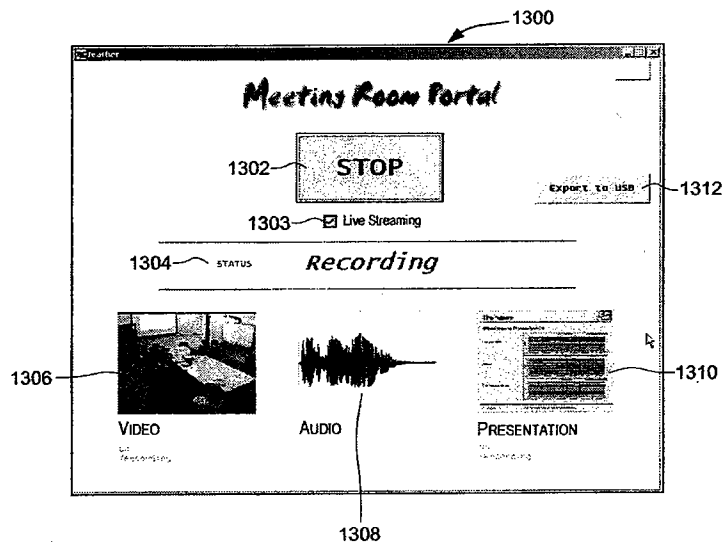 1300
Feather
Meeting Room Portal
1302
STOP
Export to USB
1312
1303
Live Streaming
1304
STATUS
Recording
1306
1310
VIDEO
AUDIO
PRESENTATION
1308